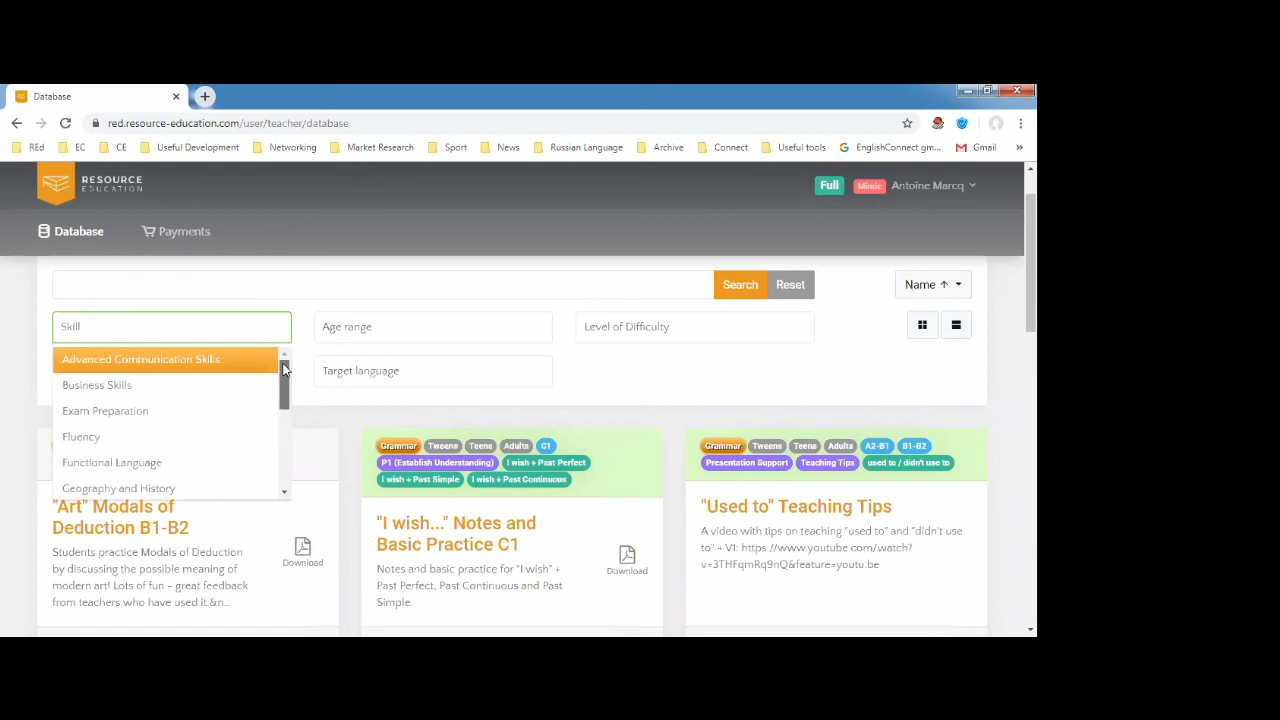 Database
red.resource-education.com/user/teacher/database
REd EC CE Useful Development Networking Market Research Sport News Russian Language Archive Connect Useful tools EnglishConnect gm... Gmail »
RESOURCE
EDUCATION
Full Mimic Antoine Marcq
Database Payments
Search Reset Name ↑
Skill Age range Level of Difficulty
Target language
Advanced Communication Skills
Business Skills
Exam Preparation
Fluency
Functional Language
Geography and History
"Art" Modals of
Deduction B1-B2
Students practice Modals of Deduction
by discussing the possible meaning of
modern art! Lots of fun - great feedback
from teachers who have used it.&n...
Download
Grammar Tweens Teens Adults C1
P1 (Establish Understanding) I wish + Past Perfect
I wish + Past Simple I wish + Past Continuous
"I wish..." Notes and
Basic Practice C1
Notes and basic practice for "I wish" +
Past Perfect, Past Continuous and Past
Simple.
Download
Grammar Tweens Teens Adults A2-B1 B1-B2
Presentation Support Teaching Tips used to / didn't use to
"Used to" Teaching Tips
A video with tips on teaching "used to" and "didn't use
to" + V1: https://www.youtube.com/watch?
v=3THFqmRq9nQ&feature=youtu.be